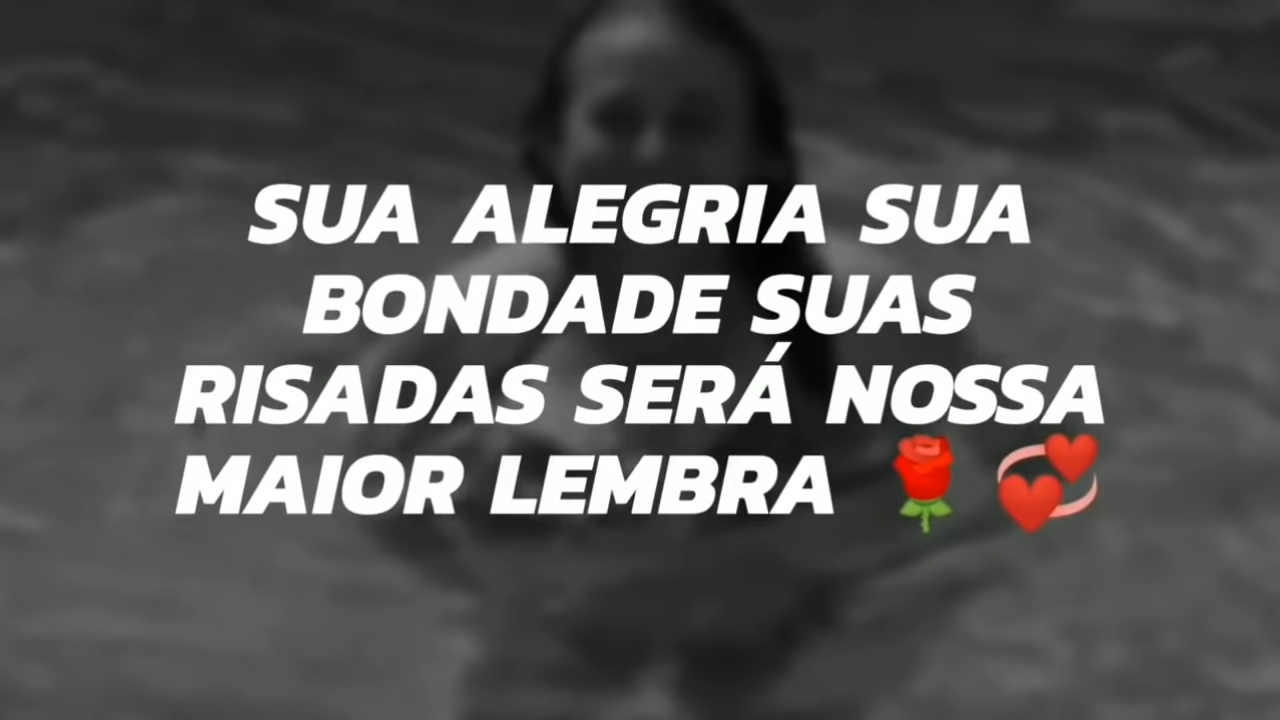 SUA ALEGRIA SUA
BONDADE SUAS
RISADAS SERÁ NOSSA
MAIOR LEMBRA 🌹 💞